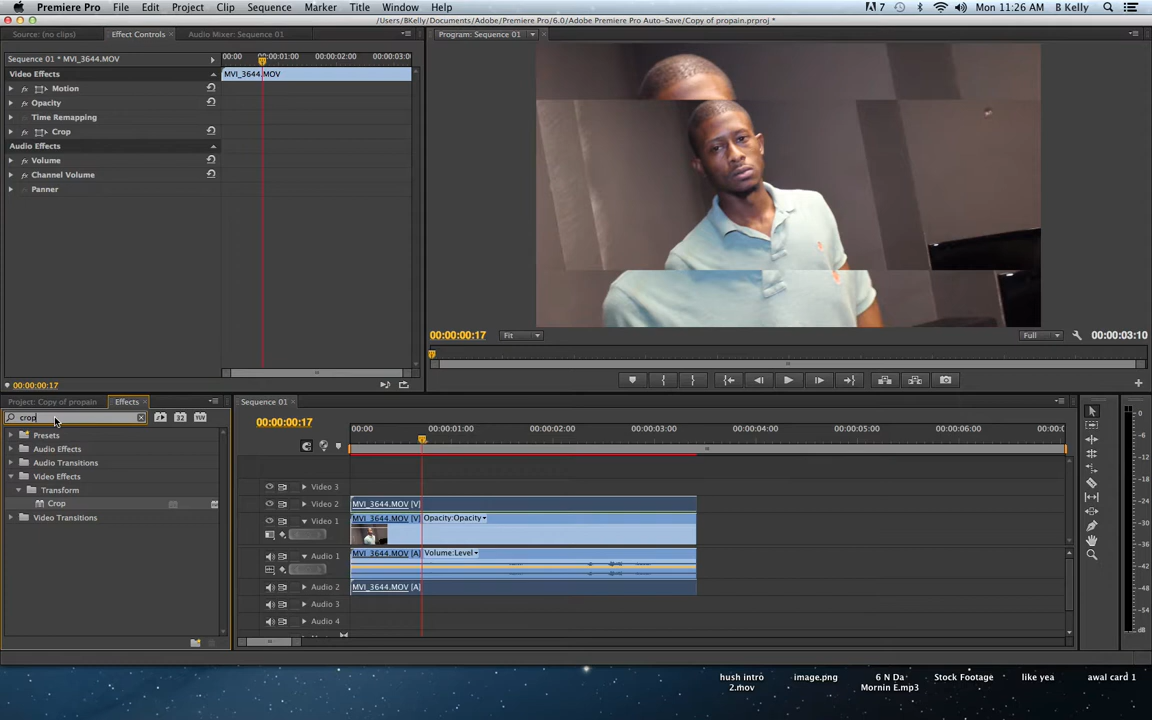 Premiere Pro File Edit Project Clip Sequence Marker Title Window Help 7 Mon 11:26 AM B Kelly
/Users/BKelly/Documents/Adobe/Premiere Pro/6.0/Adobe Premiere Pro Auto-Save/Copy of propain.prproj *
Source: (no clips) Effect Controls Audio Mixer: Sequence 01 Program: Sequence 01
Sequence 01 * MVI_3644.MOV 00:00 00:00:01:00 00:00:02:00 00:00:03:0
Video Effects MVI_3644.MOV
fx Motion
fx Opacity
Time Remapping
fx Crop
Audio Effects
fx Volume
fx Channel Volume
Panner
00:00:00:17 Fit Full 00:00:03:10
00:00:00:17
Project: Copy of propain Effects Sequence 01
crop 32 YUV
00:00:00:17
Presets
Audio Effects
Audio Transitions
Video Effects
Transform
Crop
Video Transitions
00:00 00:00:01:00 00:00:02:00 00:00:03:00 00:00:04:00 00:00:05:00 00:00:06:00
Video 3
Video 2 MVI_3644.MOV [V]
Video 1 MVI_3644.MOV [V] Opacity:Opacity
Audio 1 MVI_3644.MOV [A] Volume:Level
Audio 2 MVI_3644.MOV [A]
Audio 3
Audio 4
0
-6
-12
-18
-24
-30
-36
-42
-48
-54
dB
hush intro 2.mov
image.png
6 N Da Mornin E.mp3
Stock Footage
like yea
awal card 1